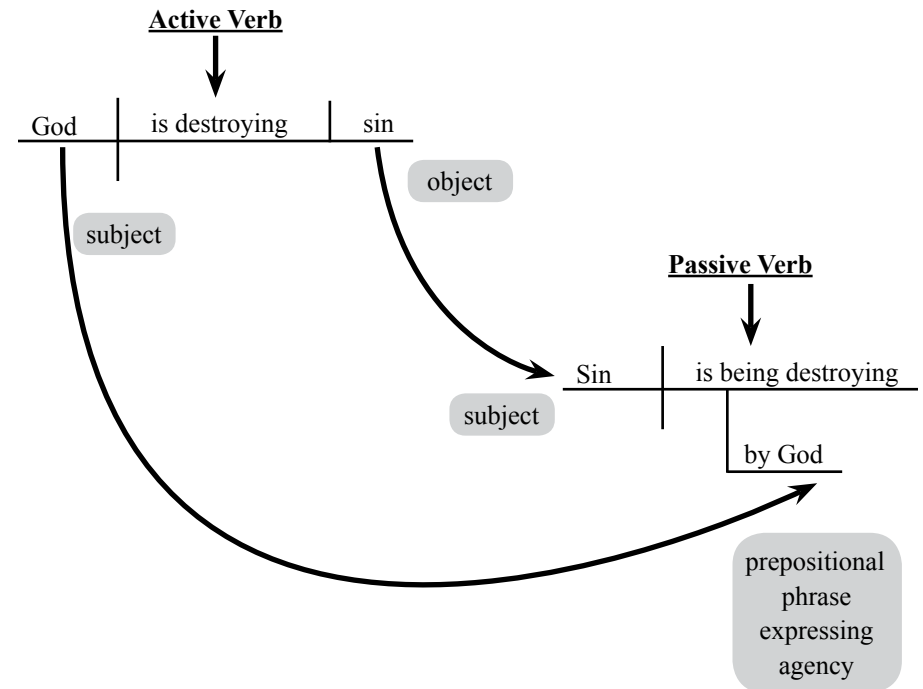 Active Verb
God is destroying sin
object
subject
Passive Verb
Sin is being destroying
subject
by God
prepositional
phrase
expressing
agency